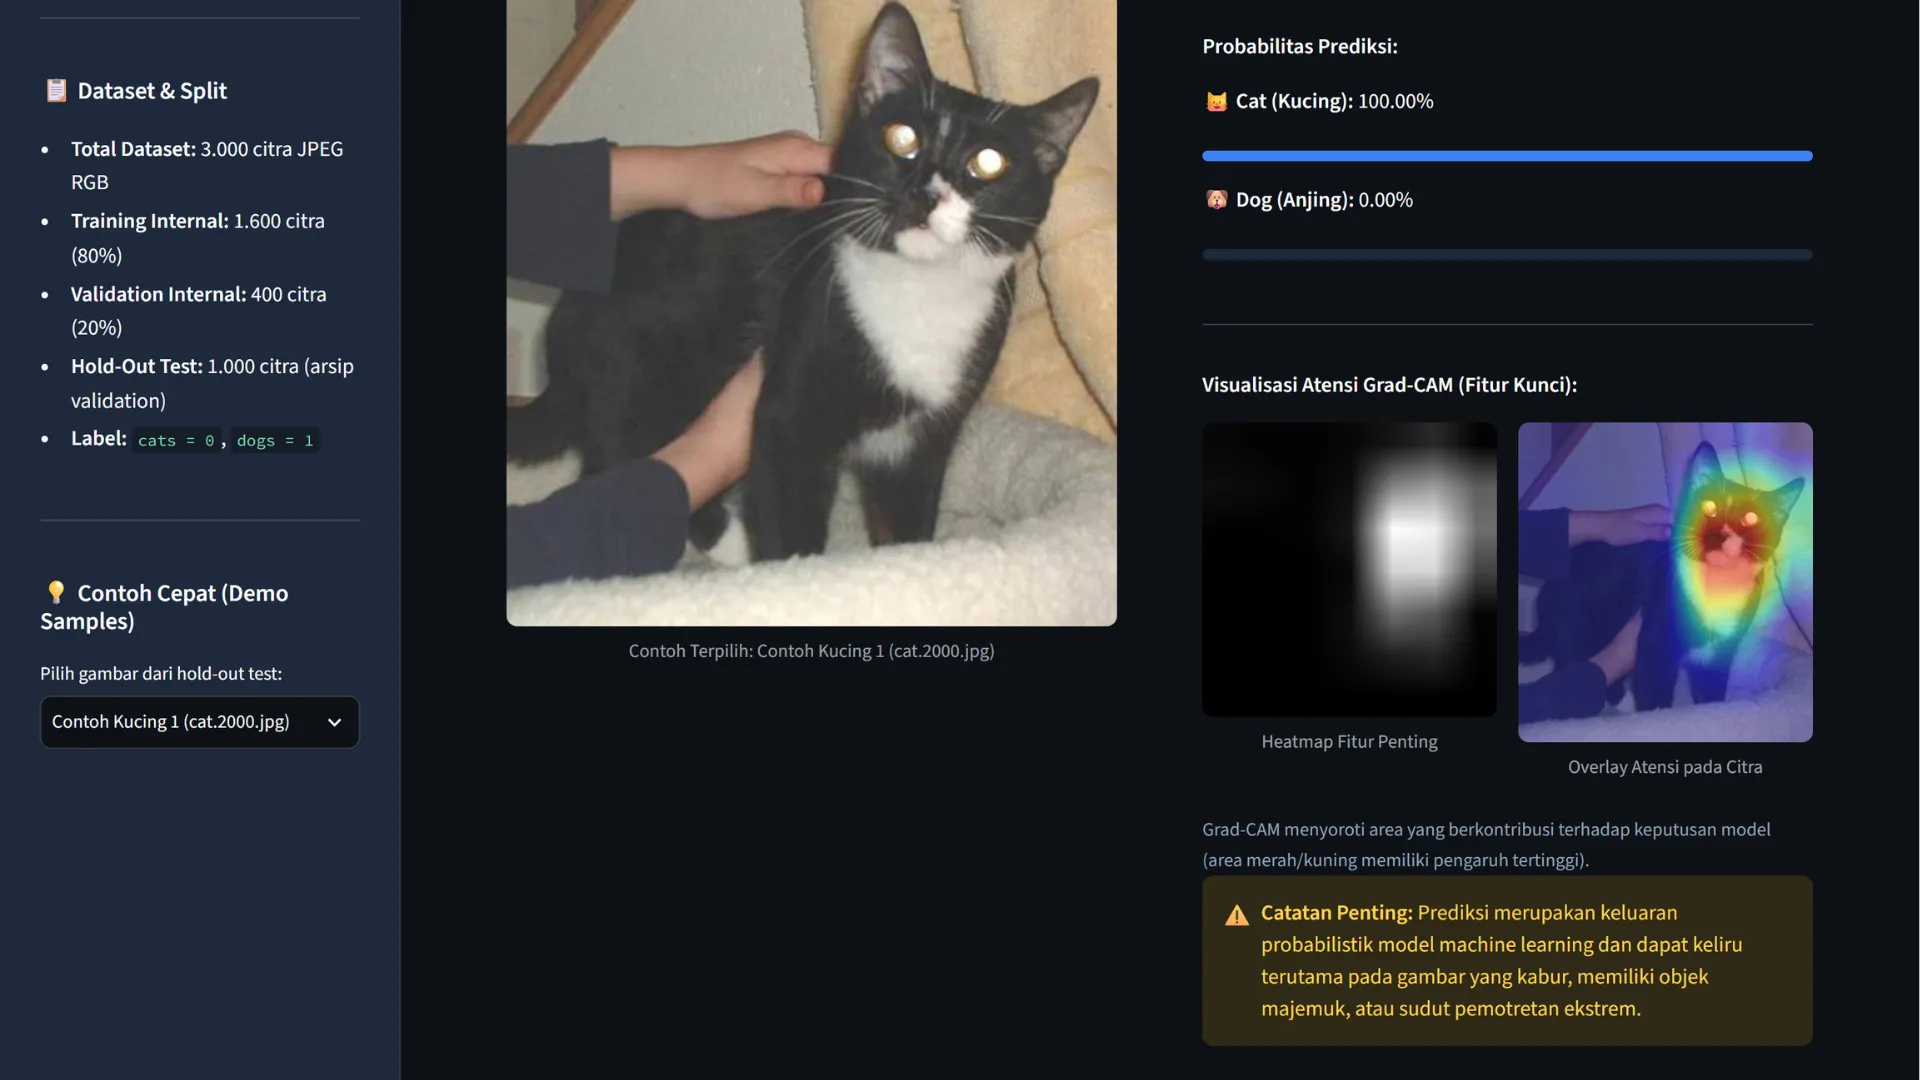 Dataset & Split
Total Dataset: 3.000 citra JPEG
RGB
Training Internal: 1.600 citra
(80%)
Validation Internal: 400 citra
(20%)
Hold-Out Test: 1.000 citra (arsip
validation)
Label: cats = 0, dogs = 1
Contoh Cepat (Demo
Samples)
Pilih gambar dari hold-out test:
Contoh Kucing 1 (cat.2000.jpg)
Contoh Terpilih: Contoh Kucing 1 (cat.2000.jpg)
Probabilitas Prediksi:
Cat (Kucing): 100.00%
Dog (Anjing): 0.00%
Visualisasi Atensi Grad-CAM (Fitur Kunci):
Heatmap Fitur Penting
Overlay Atensi pada Citra
Grad-CAM menyoroti area yang berkontribusi terhadap keputusan model
(area merah/kuning memiliki pengaruh tertinggi).
Catatan Penting: Prediksi merupakan keluaran
probabilistik model machine learning dan dapat keliru
terutama pada gambar yang kabur, memiliki objek
majemuk, atau sudut pemotretan ekstrem.